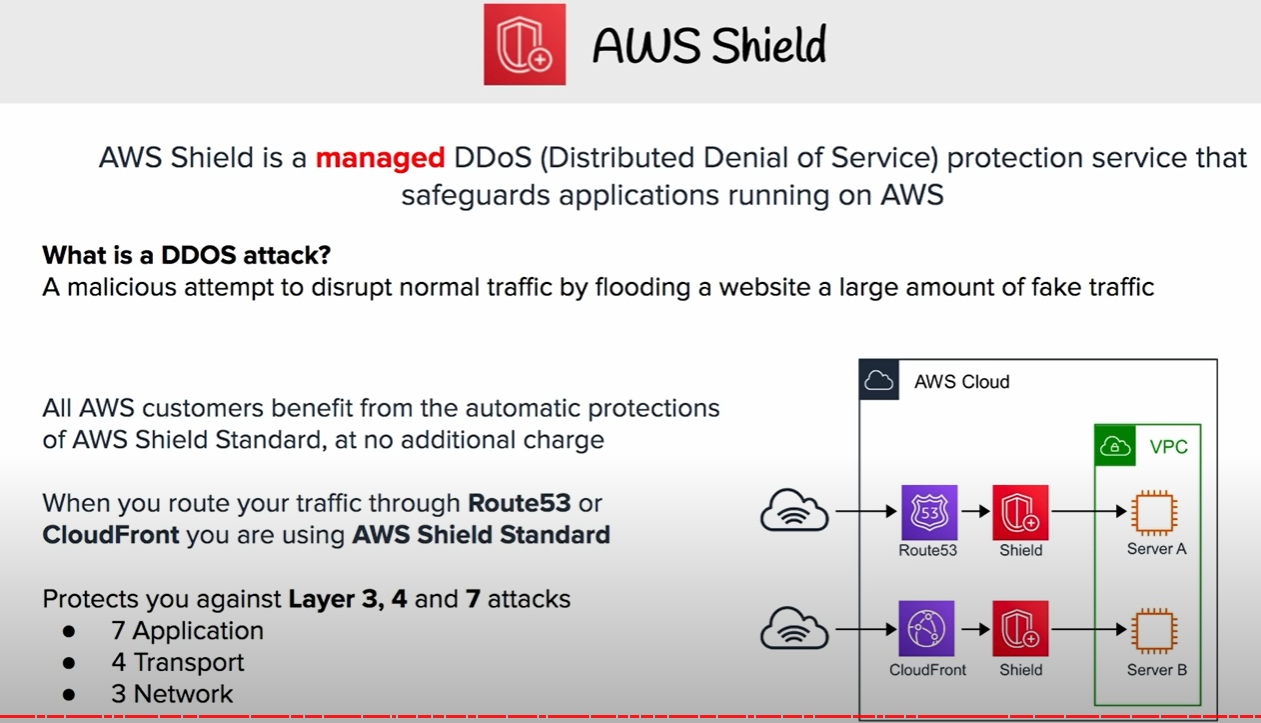 AWS Shield
AWS Shield is a managed DDoS (Distributed Denial of Service) protection service that
safeguards applications running on AWS
What is a DDOS attack?
A malicious attempt to disrupt normal traffic by flooding a website a large amount of fake traffic
All AWS customers benefit from the automatic protections
of AWS Shield Standard, at no additional charge
When you route your traffic through Route53 or
CloudFront you are using AWS Shield Standard
Protects you against Layer 3, 4 and 7 attacks
● 7 Application
● 4 Transport
● 3 Network
AWS Cloud
VPC
53
Route53
Shield
Server A
CloudFront
Shield
Server B